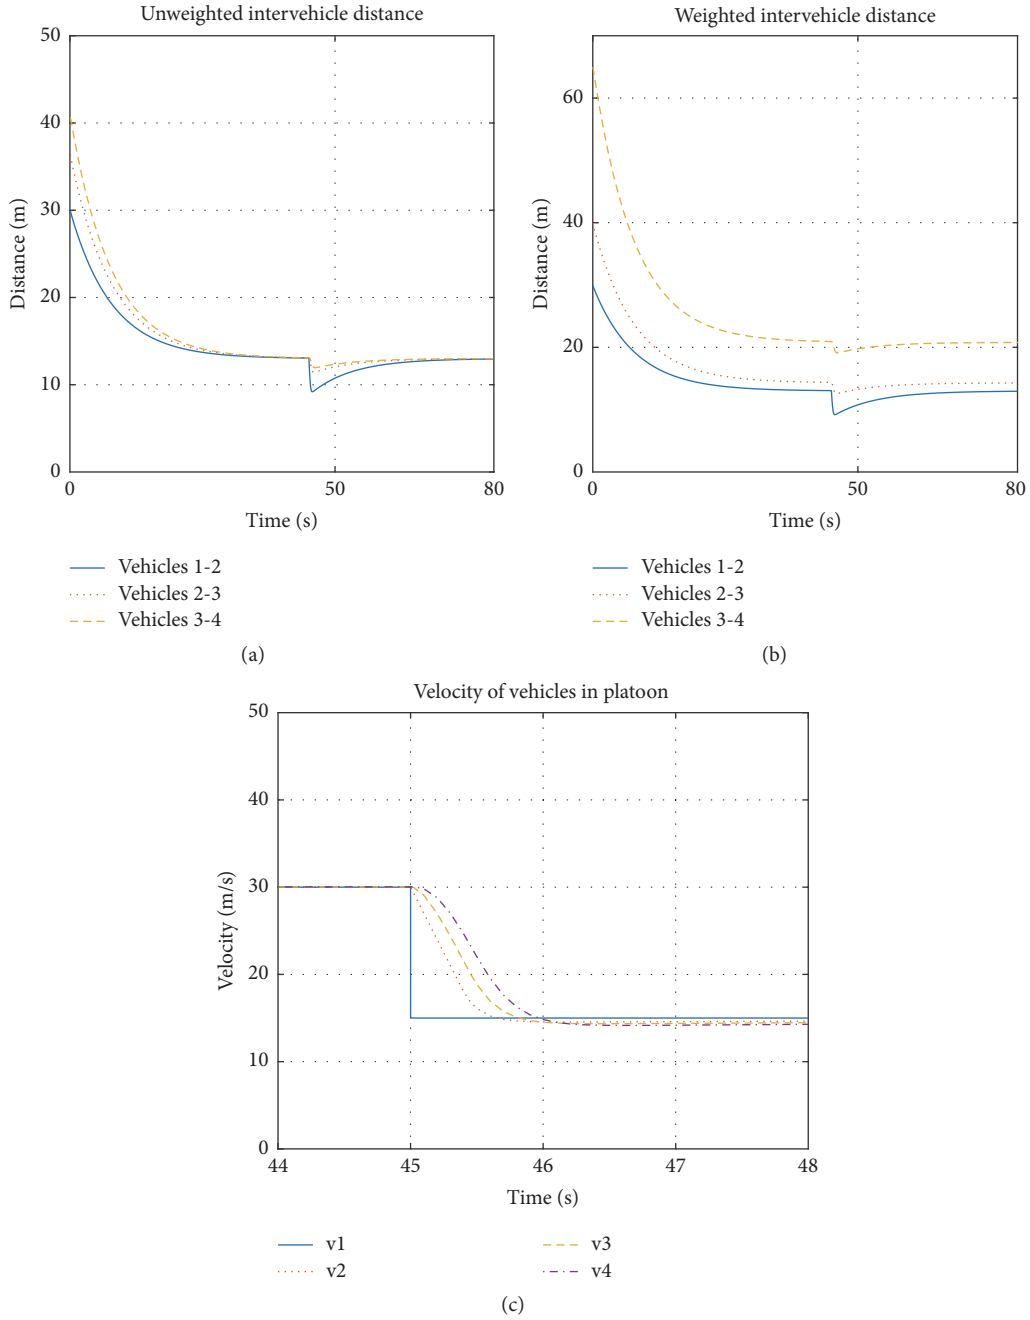 Unweighted intervehicle distance
50
40
30
20
10
0
0
50
80
Distance (m)
Time (s)
Vehicles 1-2
Vehicles 2-3
Vehicles 3-4
(a)
Weighted intervehicle distance
60
40
20
0
0
50
80
Distance (m)
Time (s)
Vehicles 1-2
Vehicles 2-3
Vehicles 3-4
(b)
Velocity of vehicles in platoon
50
40
30
20
10
0
44
45
46
47
48
Velocity (m/s)
Time (s)
v1
v2
v3
v4
(c)